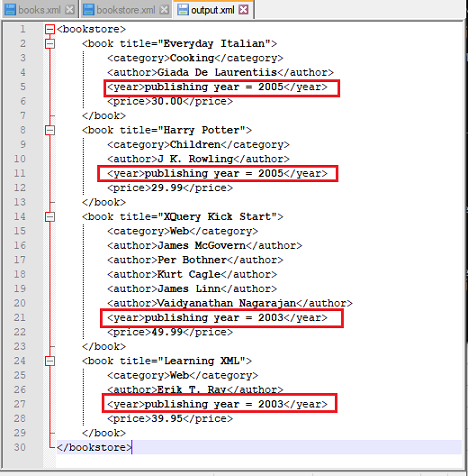 books.xml bookstore.xml output.xml
1 <bookstore>
2 <book title="Everyday Italian">
3 <category>Cooking</category>
4 <author>Giada De Laurentiis</author>
5 <year>publishing year = 2005</year>
6 <price>30.00</price>
7 </book>
8 <book title="Harry Potter">
9 <category>Children</category>
10 <author>J K. Rowling</author>
11 <year>publishing year = 2005</year>
12 <price>29.99</price>
13 </book>
14 <book title="XQuery Kick Start">
15 <category>Web</category>
16 <author>James McGovern</author>
17 <author>Per Bothner</author>
18 <author>Kurt Cagle</author>
19 <author>James Linn</author>
20 <author>Vaidyanathan Nagarajan</author>
21 <year>publishing year = 2003</year>
22 <price>49.99</price>
23 </book>
24 <book title="Learning XML">
25 <category>Web</category>
26 <author>Erik T. Ray</author>
27 <year>publishing year = 2003</year>
28 <price>39.95</price>
29 </book>
30 </bookstore>